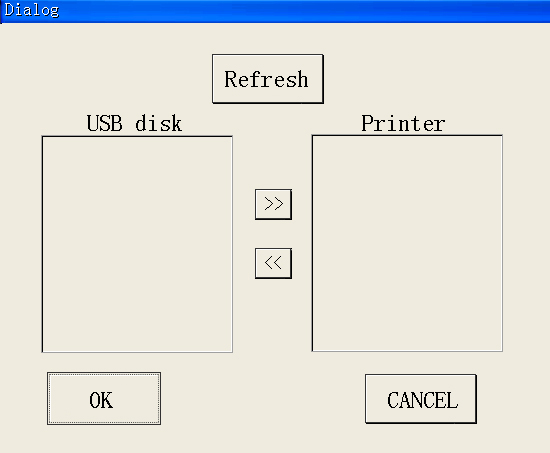 Dialog
Refresh
USB disk
Printer
>>
<<
OK
CANCEL